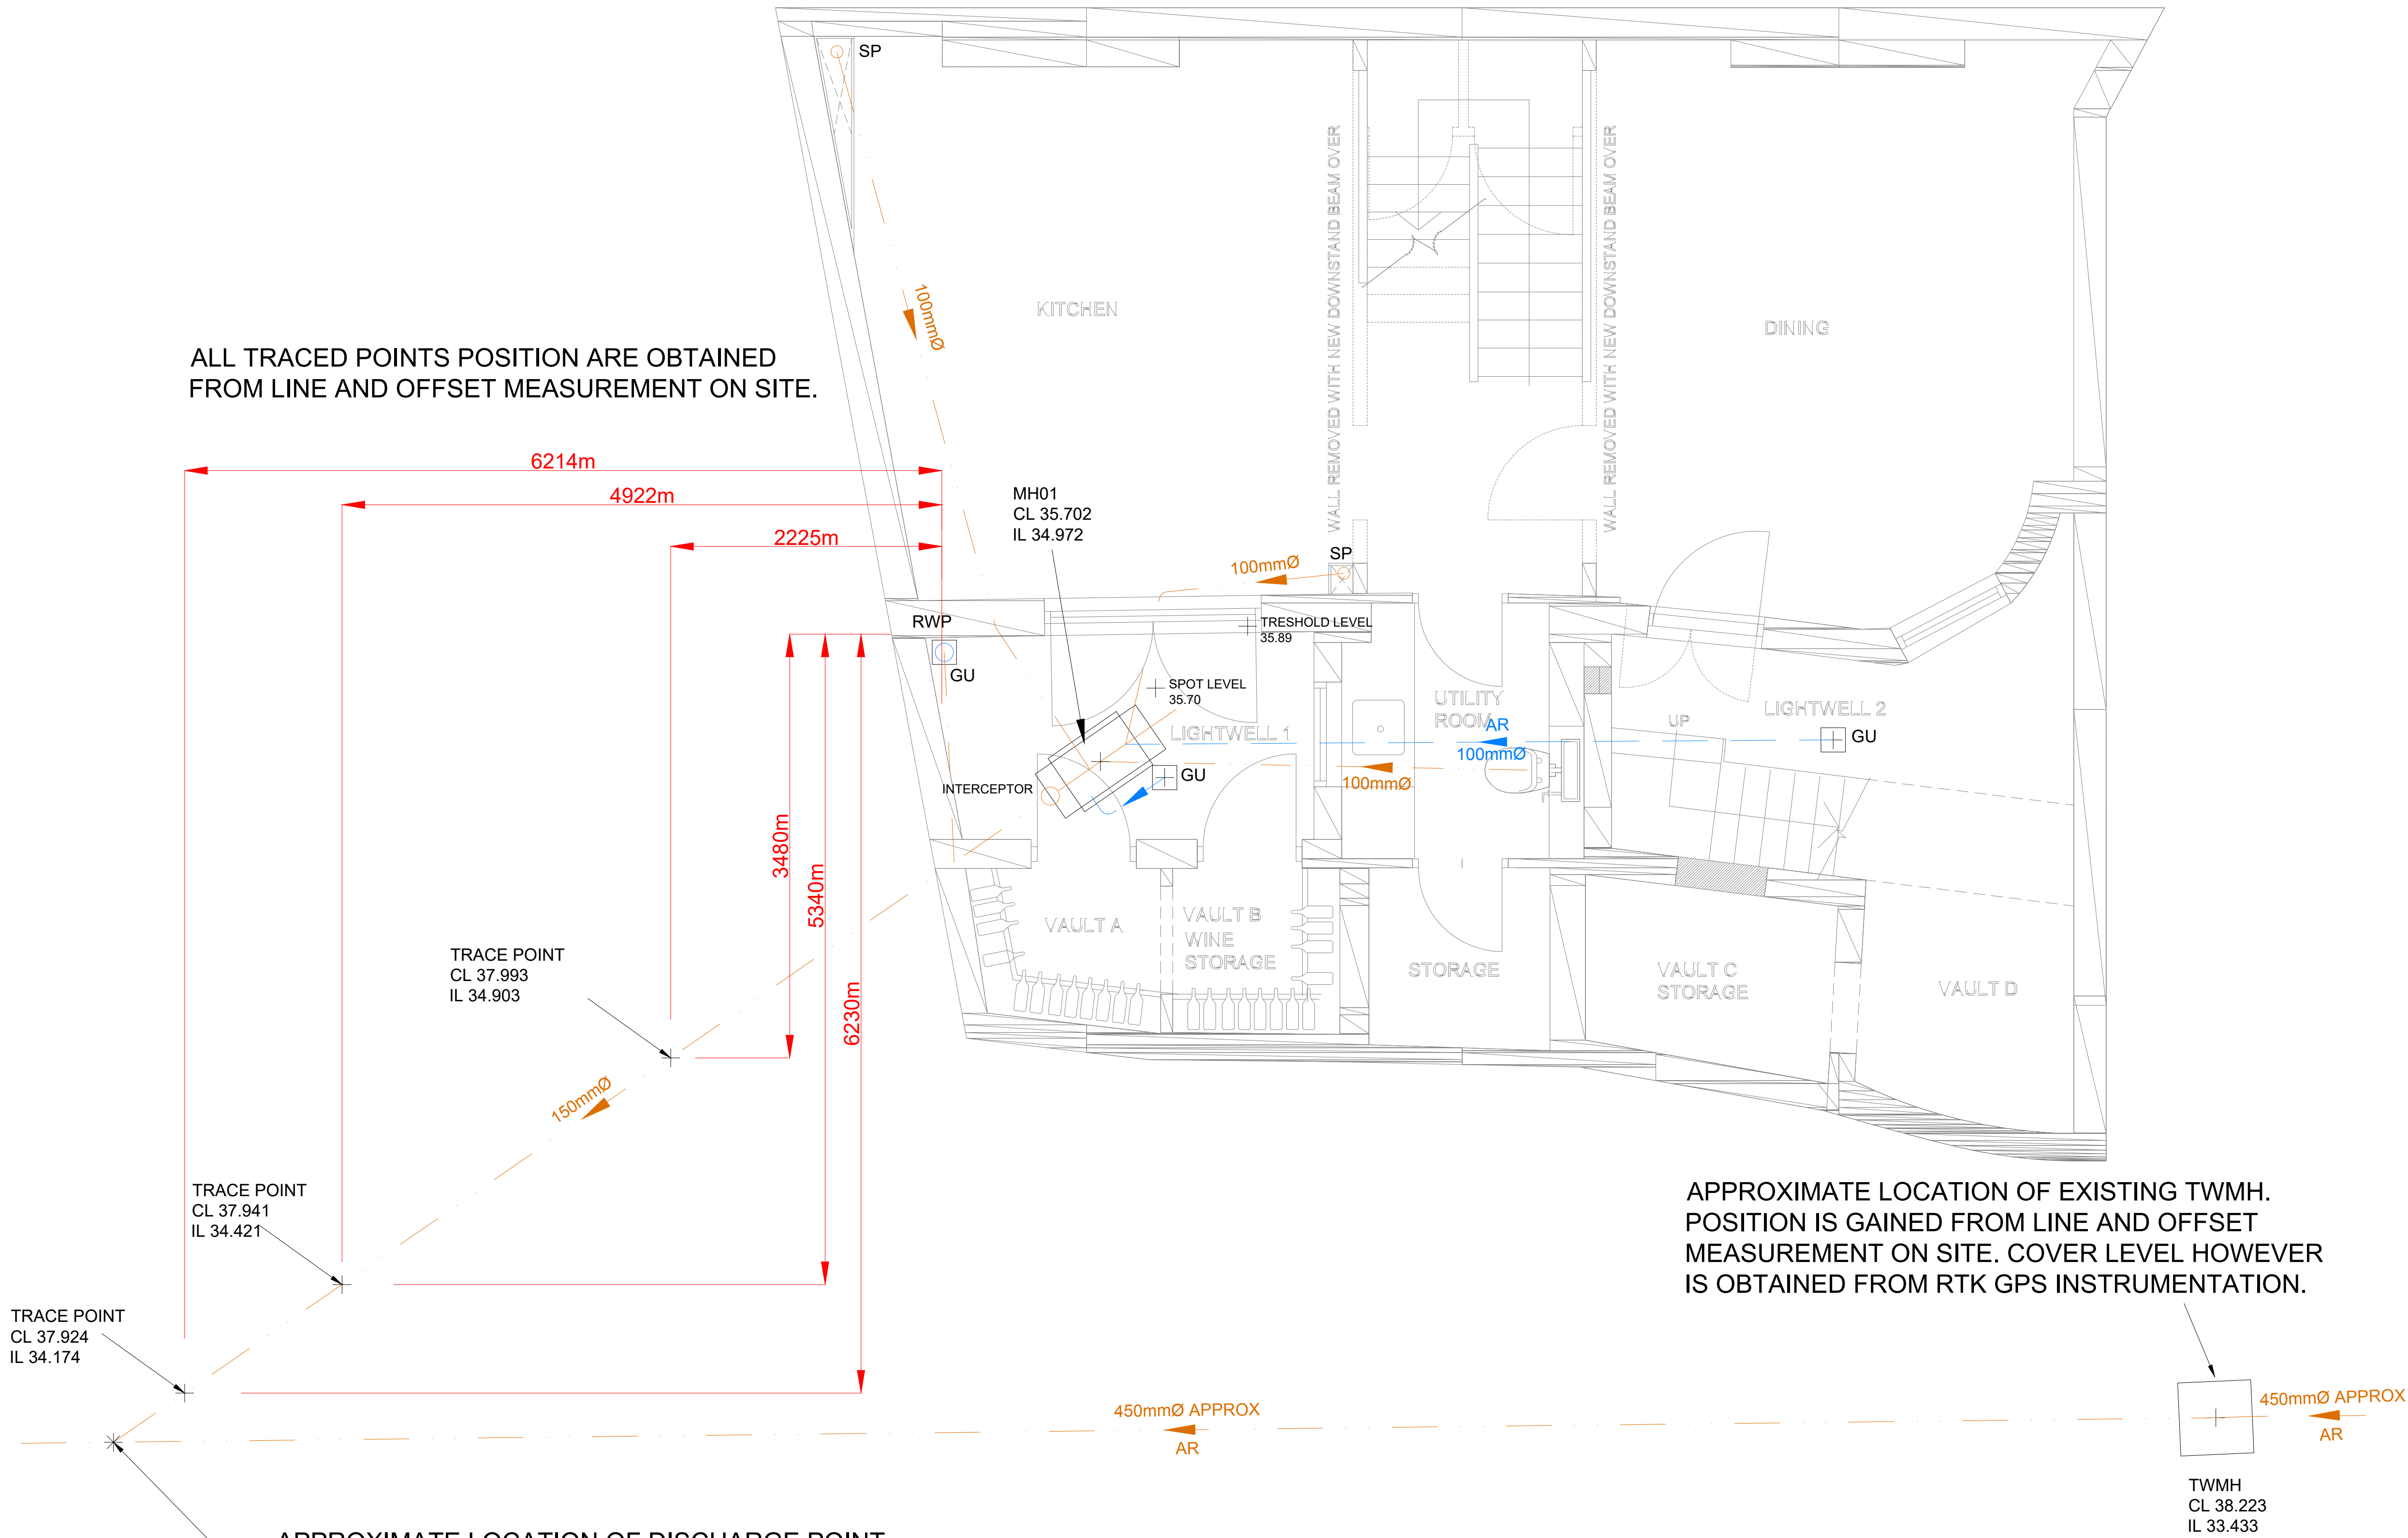 SP
KITCHEN
WALL REMOVED WITH NEW DOWNSTAND BEAM OVER
WALL REMOVED WITH NEW DOWNSTAND BEAM OVER
DINING
100mmØ
ALL TRACED POINTS POSITION ARE OBTAINED
FROM LINE AND OFFSET MEASUREMENT ON SITE.
6214m
4922m
2225m
MH01
CL 35.702
IL 34.972
100mmØ
SP
RWP
GU
TRESHOLD LEVEL
35.89
SPOT LEVEL
35.70
LIGHTWELL 1
UTILITY
ROOM
AR
100mmØ
100mmØ
UP
LIGHTWELL 2
GU
GU
INTERCEPTOR
3480m
5340m
6230m
VAULT A
VAULT B
WINE
STORAGE
STORAGE
VAULT C
STORAGE
VAULT D
TRACE POINT
CL 37.993
IL 34.903
150mmØ
TRACE POINT
CL 37.941
IL 34.421
TRACE POINT
CL 37.924
IL 34.174
APPROXIMATE LOCATION OF EXISTING TWMH.
POSITION IS GAINED FROM LINE AND OFFSET
MEASUREMENT ON SITE. COVER LEVEL HOWEVER
IS OBTAINED FROM RTK GPS INSTRUMENTATION.
450mmØ APPROX
AR
450mmØ APPROX
AR
TWMH
CL 38.223
IL 33.433
APPROXIMATE LOCATION OF DISCHARGE POINT